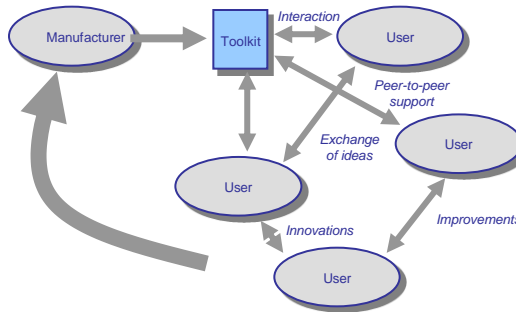 Interaction
Manufacturer
Toolkit
User
Peer-to-peer
support
Exchange
of ideas
User
User
Improvements
Innovations
User